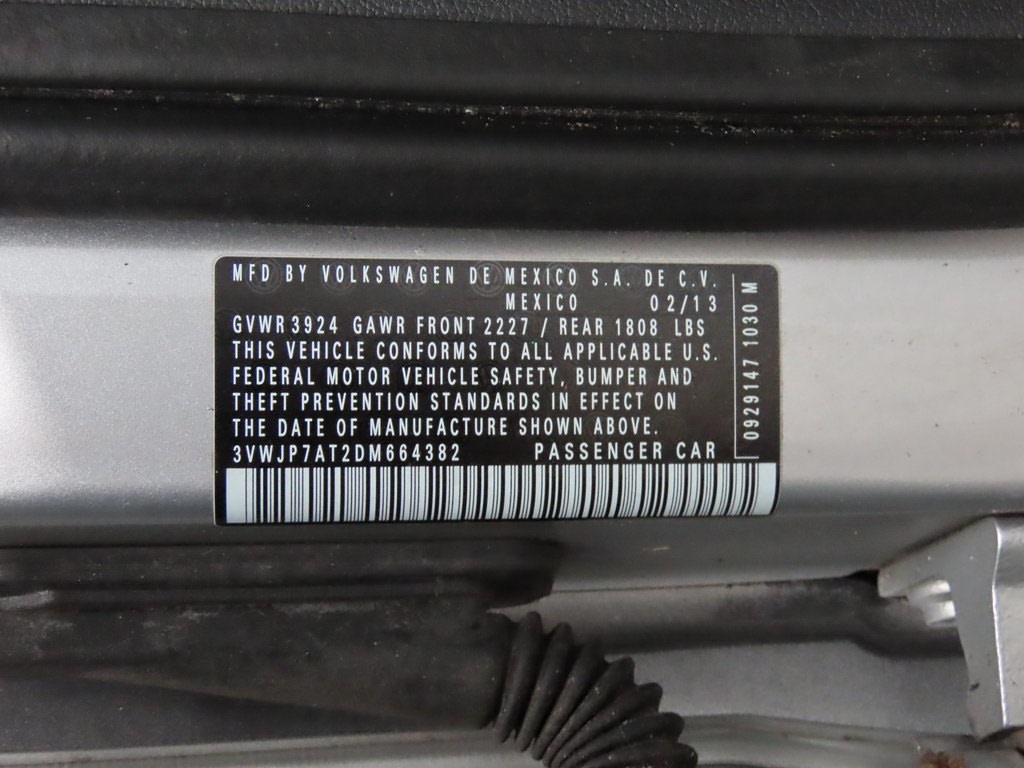 MFD BY VOLKSWAGEN DE MEXICO S.A. DE C.V.
MEXICO 02/13
GVWR 3924 GAWR FRONT 2227 / REAR 1808 LBS
THIS VEHICLE CONFORMS TO ALL APPLICABLE U.S.
FEDERAL MOTOR VEHICLE SAFETY, BUMPER AND
THEFT PREVENTION STANDARDS IN EFFECT ON
THE DATE OF MANUFACTURE SHOWN ABOVE.
3VWJP7AT2DM664382 PASSENGER CAR
0929147 1030 M